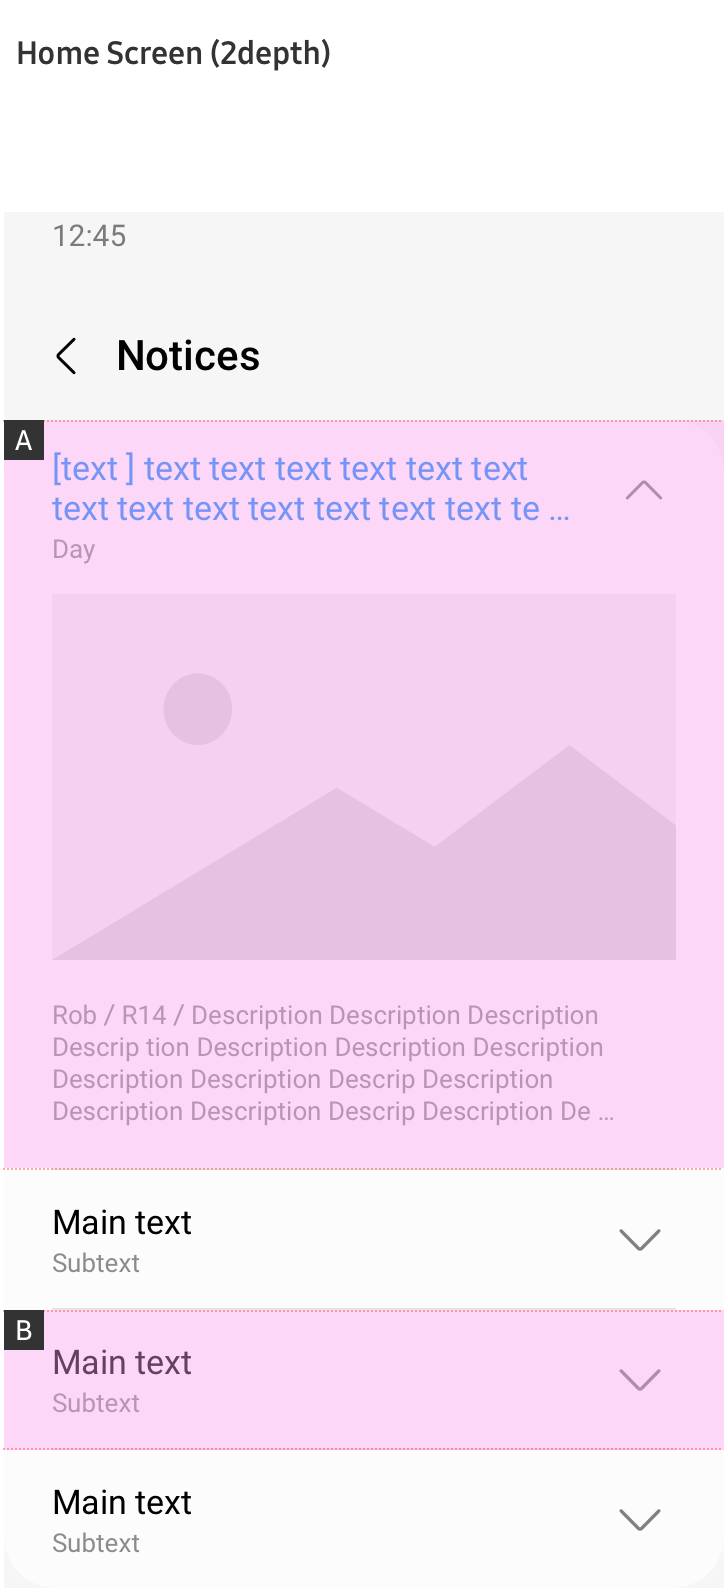 Home Screen (2depth)
12:45
Notices
A
[text ] text text text text text text
text text text text text text text te ...
Day
Rob / R14 / Description Description Description
Descrip tion Description Description Description
Description Description Descrip Description
Description Description Descrip Description De ...
Main text
Subtext
B
Main text
Subtext
Main text
Subtext